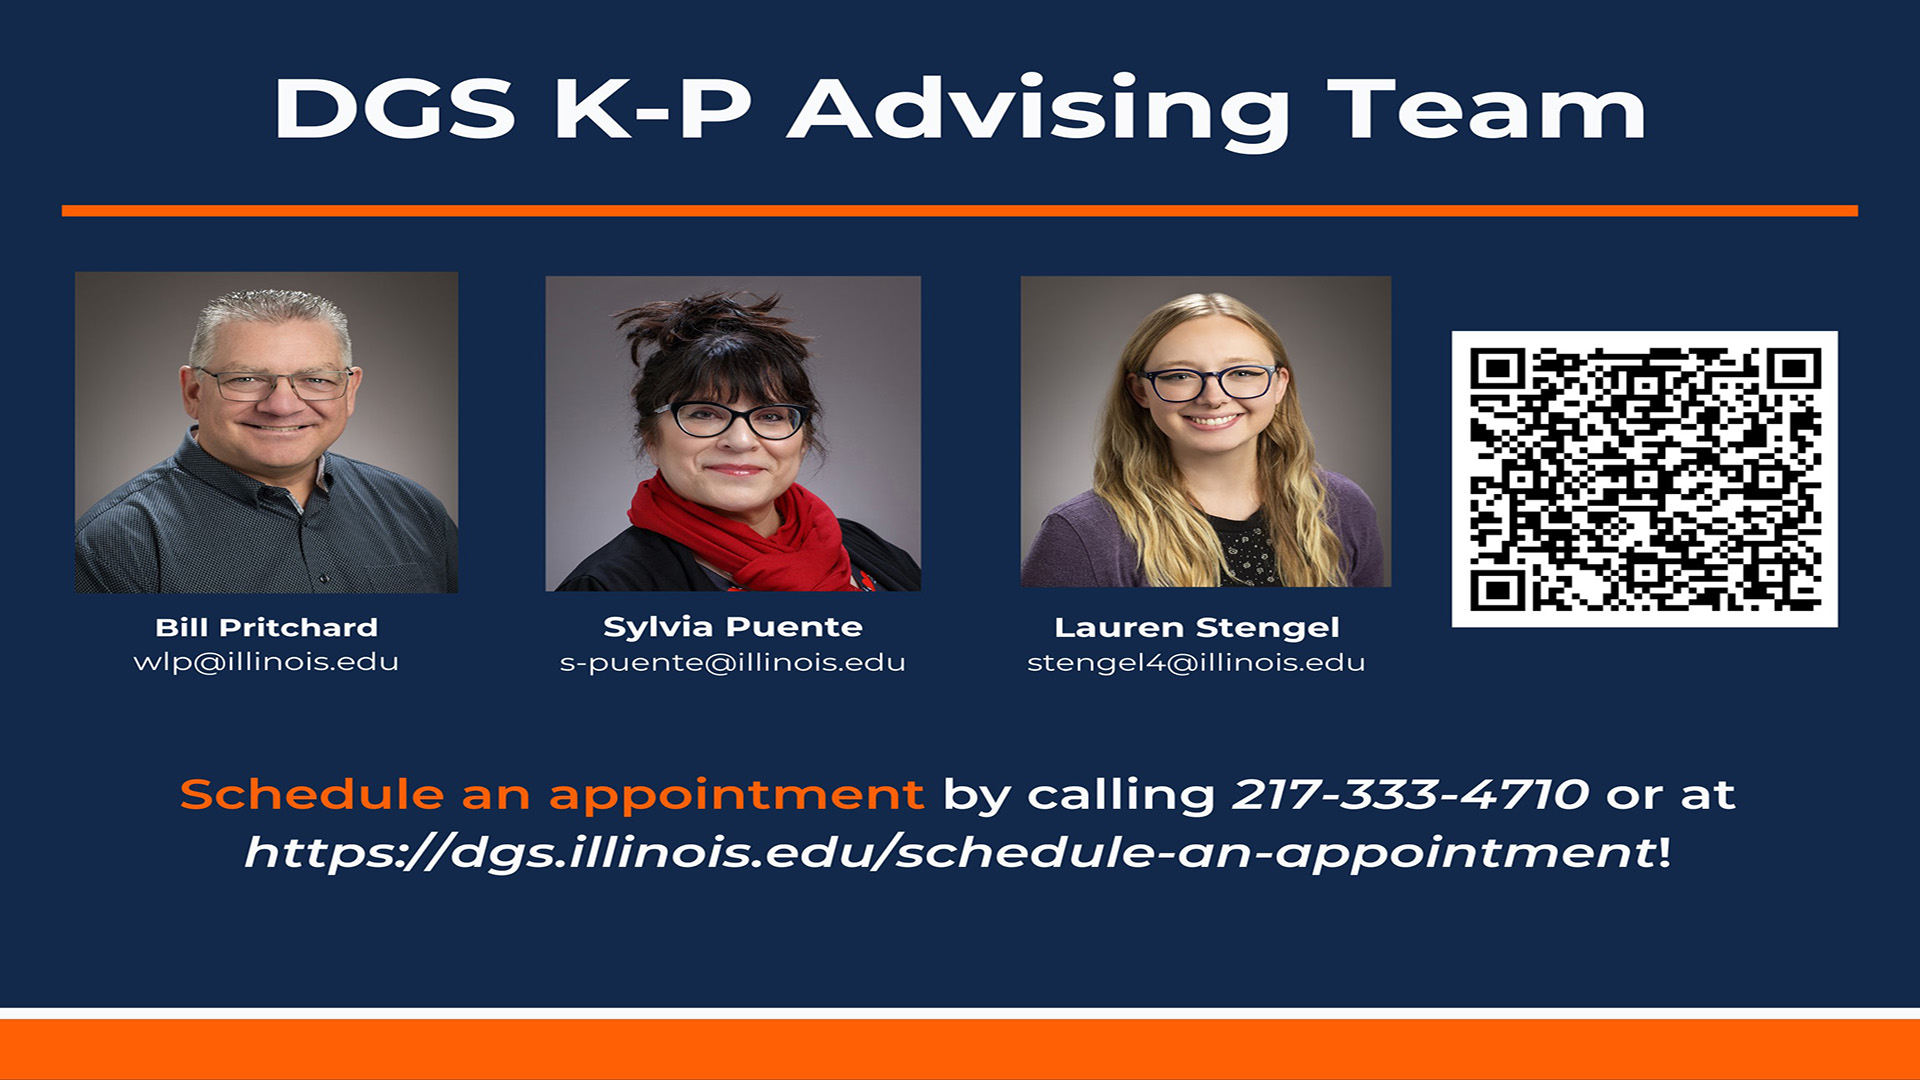 DGS K-P Advising Team
Bill Pritchard
wlp@illinois.edu
Sylvia Puente
s-puente@illinois.edu
Lauren Stengel
stengel4@illinois.edu
Schedule an appointment by calling 217-333-4710 or at
https://dgs.illinois.edu/schedule-an-appointment!